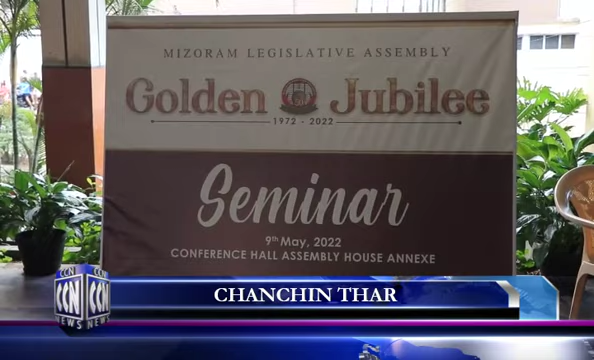 MIZORAM LEGISLATIVE ASSEMBLY
Golden Jubilee
1972 - 2022
Seminar
9th May, 2022
CONFERENCE HALL ASSEMBLY HOUSE ANNEXE
CHANCHIN THAR
CCN
CCN CCN
NEWS NEWS